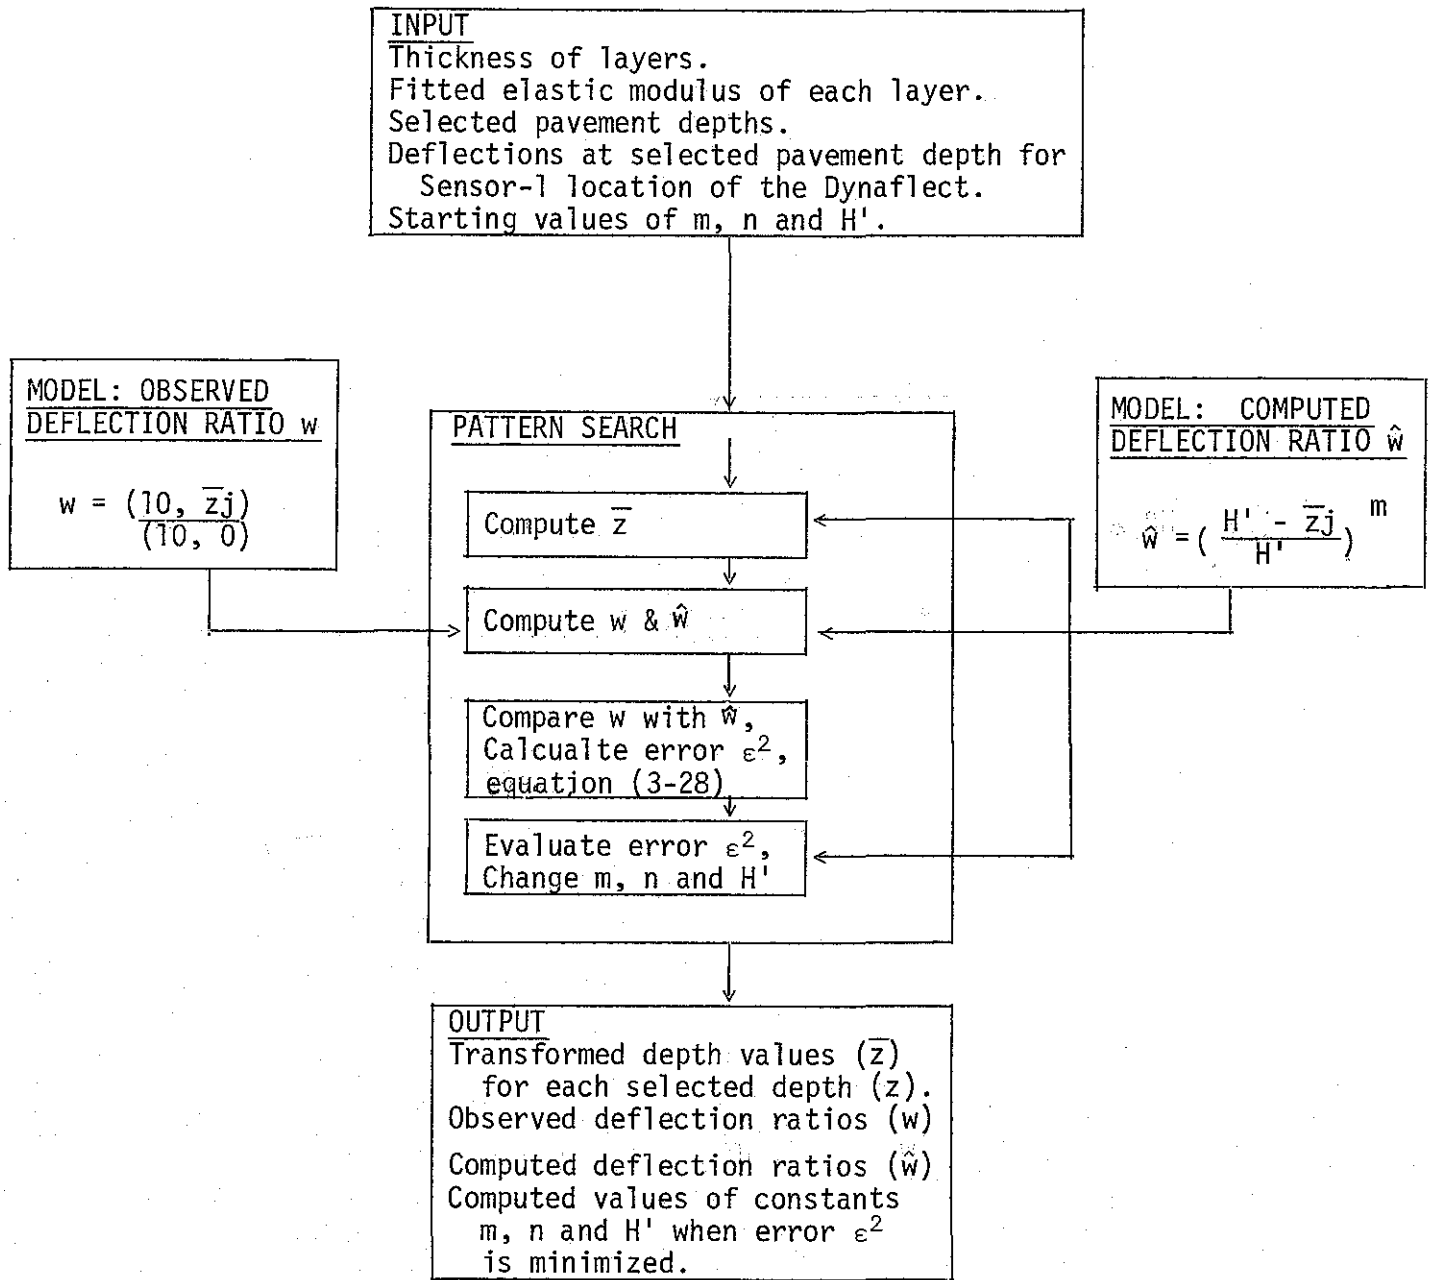 INPUT
Thickness of layers.
Fitted elastic modulus of each layer.
Selected pavement depths.
Deflections at selected pavement depth for
Sensor-1 location of the Dynaflect.
Starting values of m, n and H'.
MODEL: OBSERVED
DEFLECTION RATIO w
w = (10, z̄j)
(10, 0)
PATTERN SEARCH
Compute z̄
Compute w & ŵ
Compare w with ŵ,
Calcualte error ε²,
equation (3-28)
Evaluate error ε²,
Change m, n and H'
MODEL: COMPUTED
DEFLECTION RATIO ŵ
ŵ = ( H' - z̄j ) m
H'
OUTPUT
Transformed depth values (z̄)
for each selected depth (z).
Observed deflection ratios (w)
Computed deflection ratios (ŵ)
Computed values of constants
m, n and H' when error ε²
is minimized.